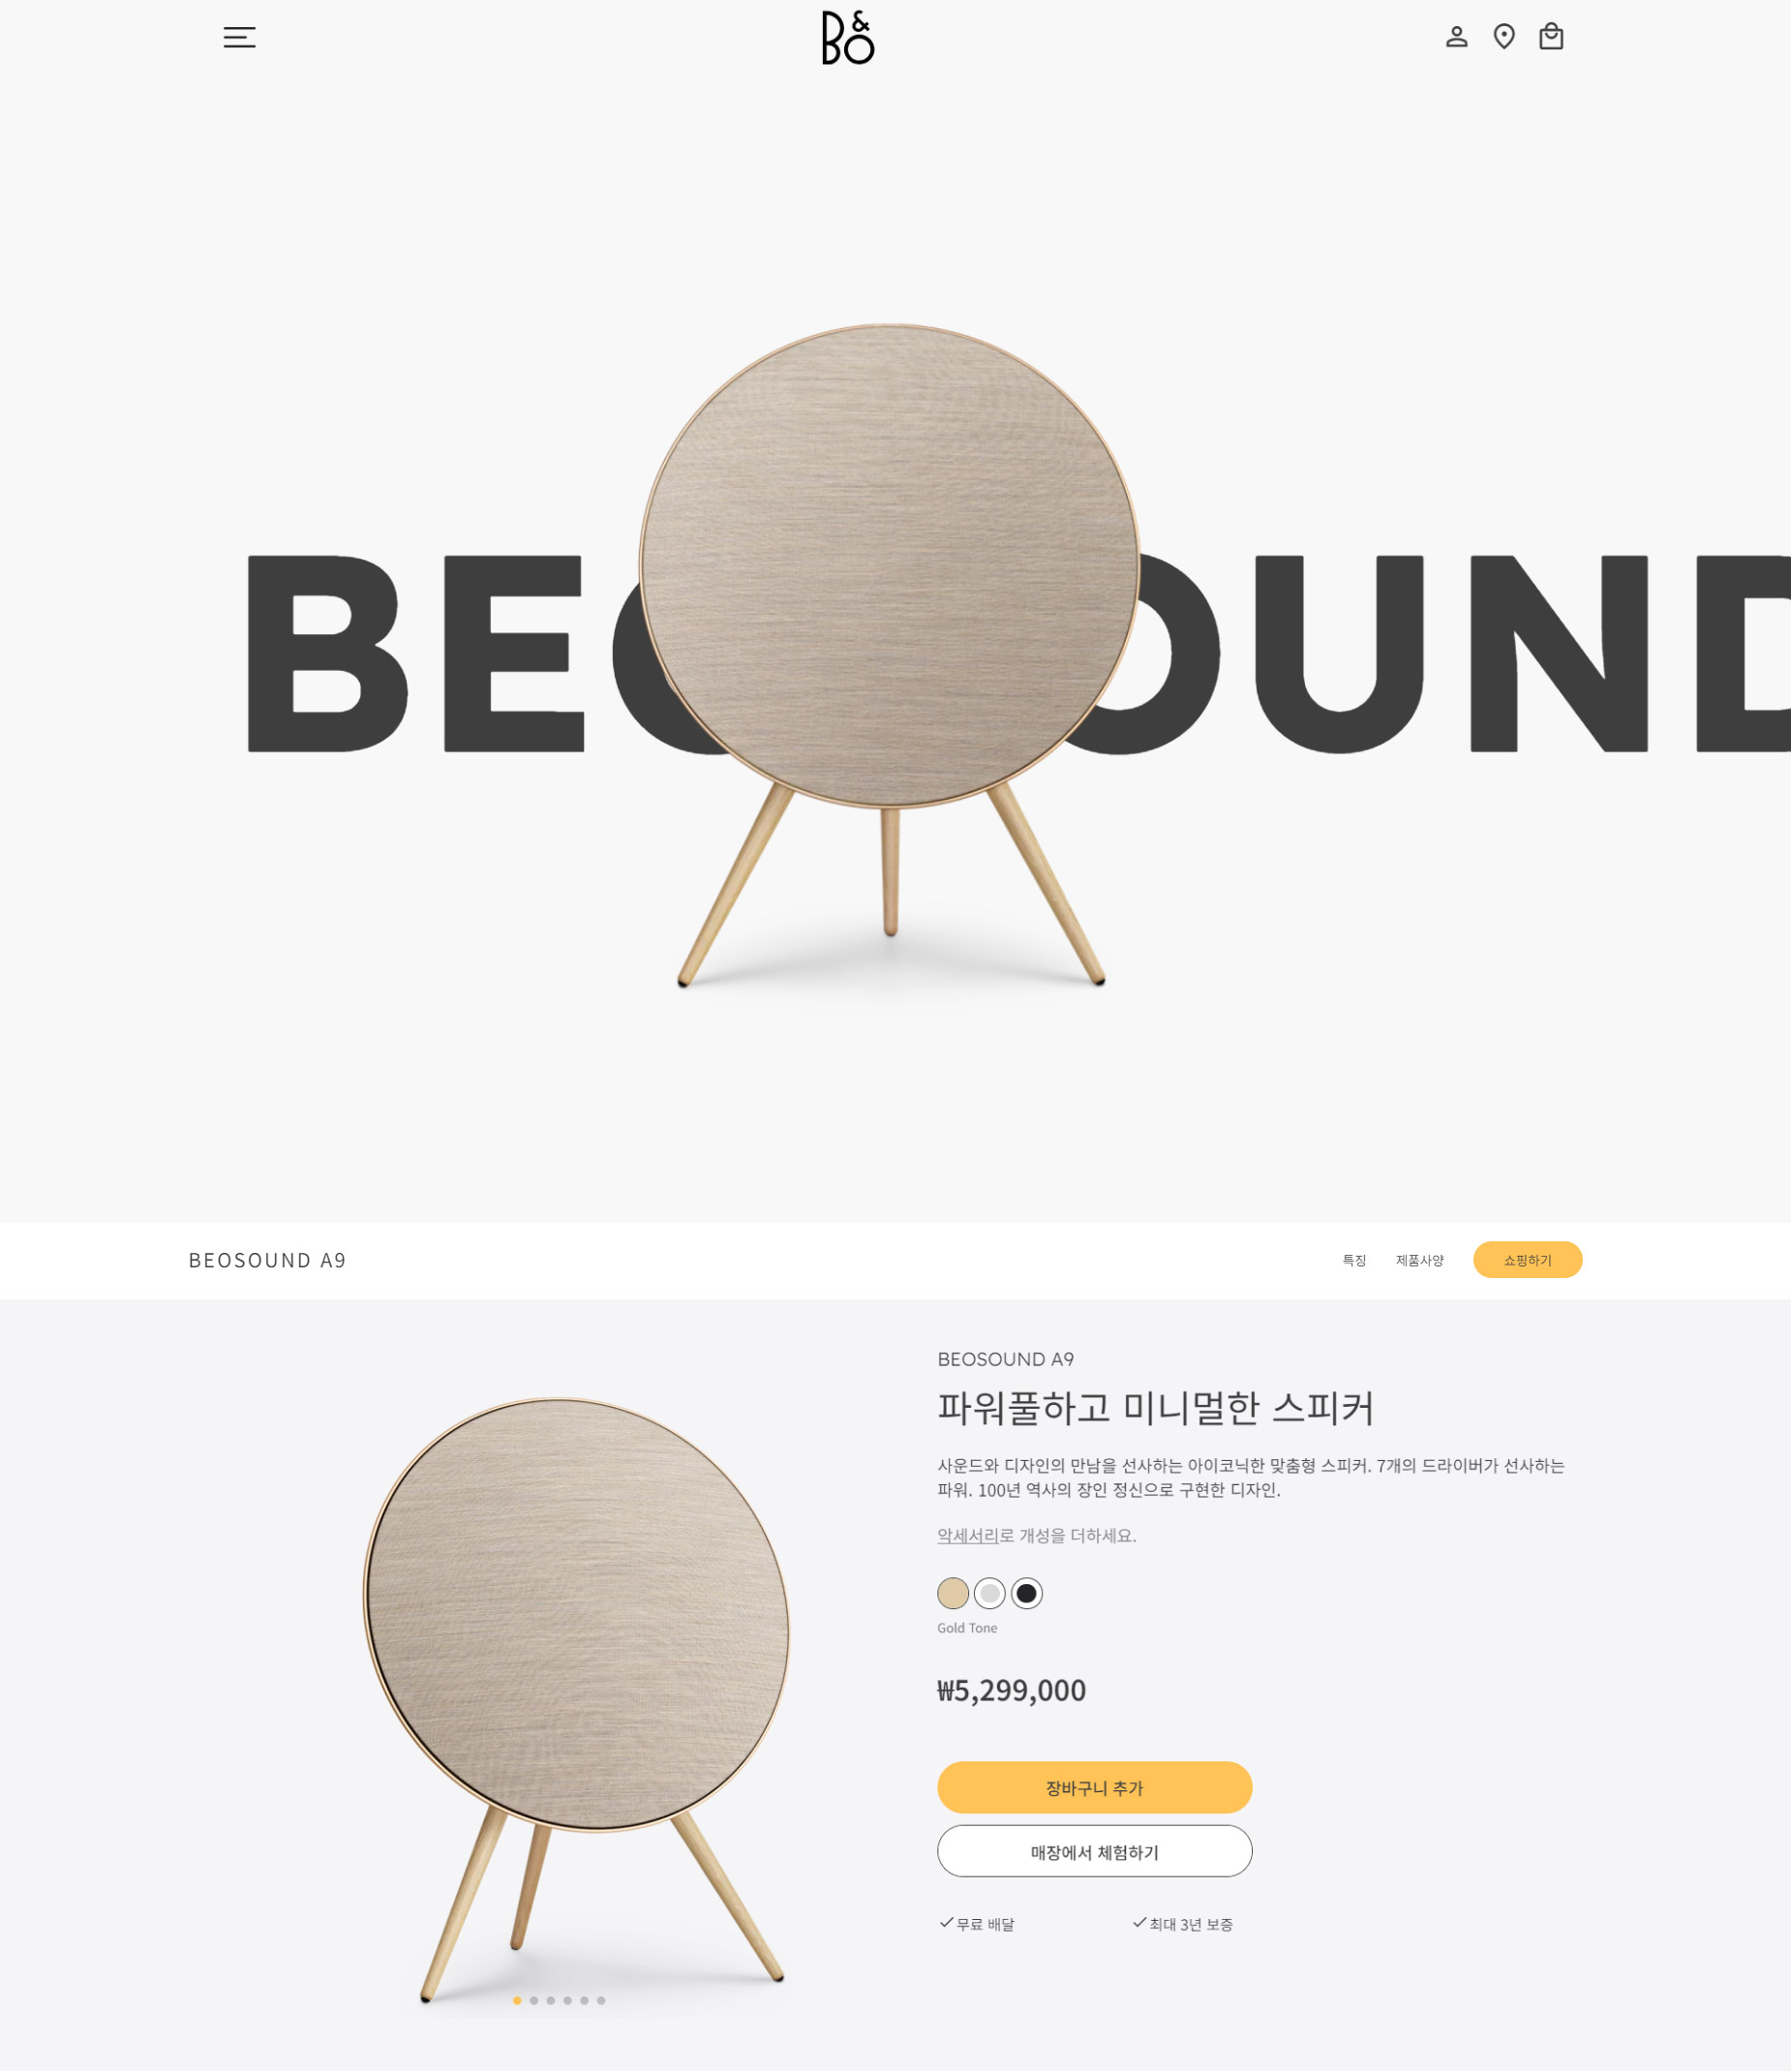 B&O
BEOSOUND
BEOSOUND A9
특징
제품사양
쇼핑하기
BEOSOUND A9
파워풀하고 미니멀한 스피커
사운드와 디자인의 만남을 선사하는 아이코닉한 맞춤형 스피커. 7개의 드라이버가 선사하는
파워. 100년 역사의 장인 정신으로 구현한 디자인.
악세서리로 개성을 더하세요.
Gold Tone
₩5,299,000
장바구니 추가
매장에서 체험하기
무료 배달
최대 3년 보증